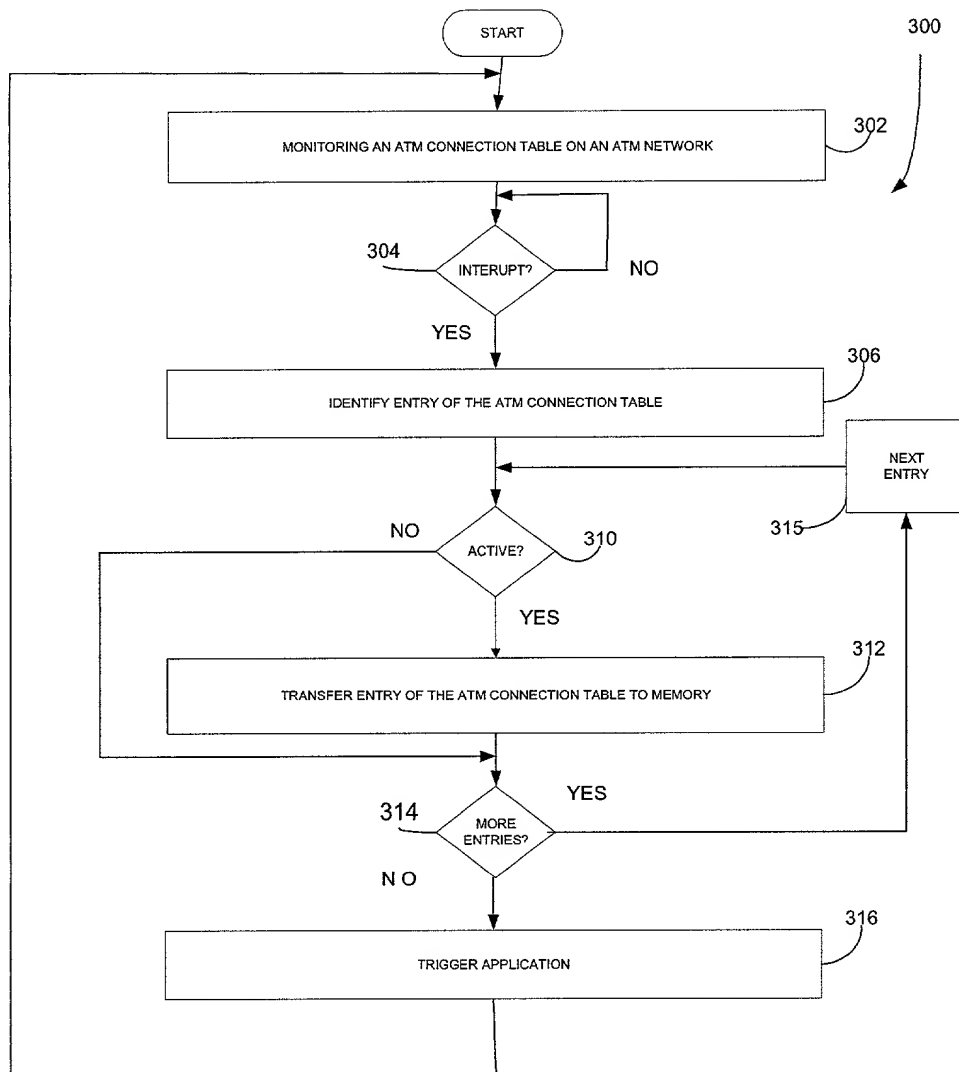 START
300
MONITORING AN ATM CONNECTION TABLE ON AN ATM NETWORK
302
304
INTERUPT?
NO
YES
306
IDENTIFY ENTRY OF THE ATM CONNECTION TABLE
NEXT
ENTRY
315
NO
ACTIVE?
310
YES
312
TRANSFER ENTRY OF THE ATM CONNECTION TABLE TO MEMORY
YES
314
MORE
ENTRIES?
N O
316
TRIGGER APPLICATION